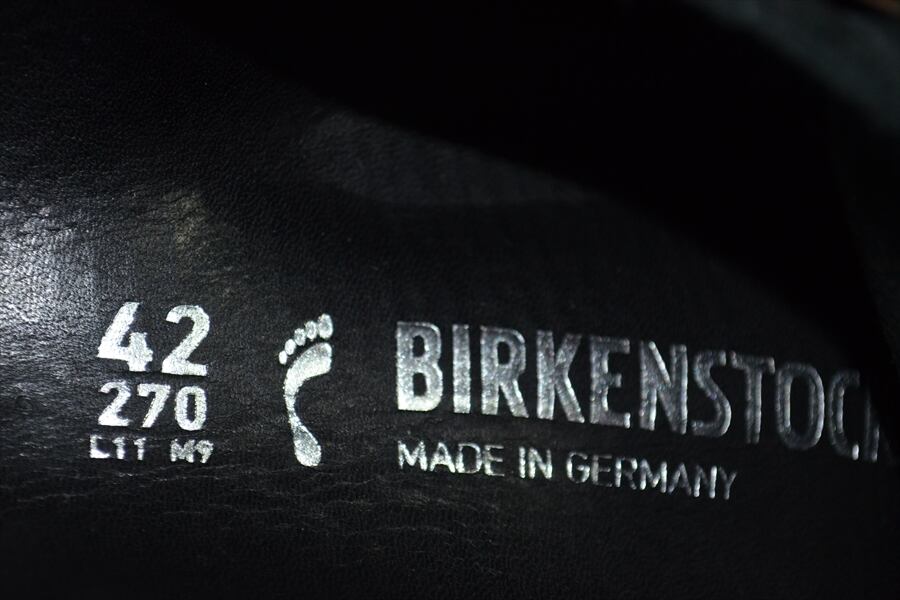 42
270
L11 M9
BIRKENSTOCK
MADE IN GERMANY